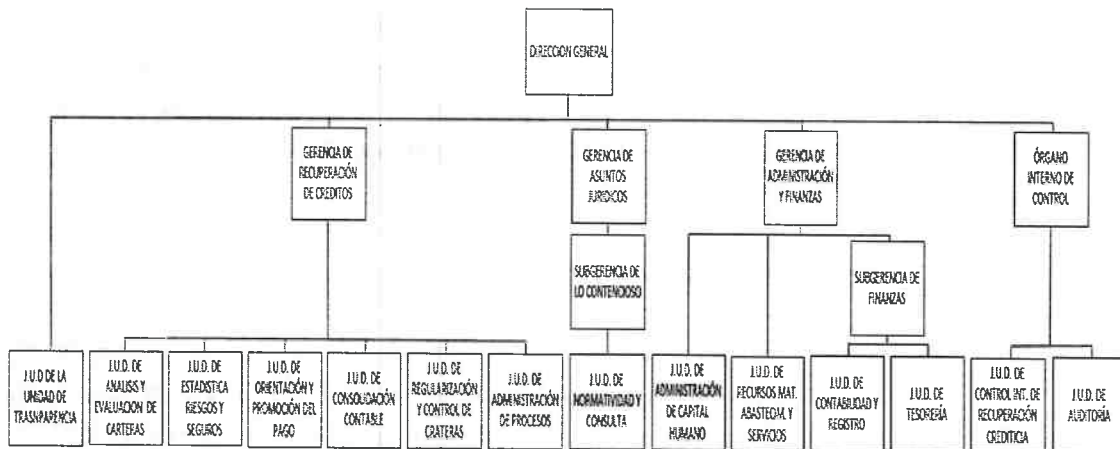 DIRECCION GENERAL
GERENCIA DE
RECUPERACIÓN
DE CREDITOS
GERENCIA DE
ASUNTOS
JURIDICOS
GERENCIA DE
ADMINISTRACIÓN
Y FINANZAS
ÓRGANO
INTERNO DE
CONTROL
SUBGERENCIA DE
LO CONTENCIOSO
SUBGERENCIA DE
FINANZAS
J.U.D DE LA
UNIDAD DE
TRASNPARENCIA
J.U.D. DE
ANALISIS Y
EVALUACION DE
CARTERAS
J.U.D. DE
ESTADISTICA
RIESGOS Y
SEGUROS
J.U.D. DE
ORIENTACIÓN Y
PROMOCIÓN DEL
PAGO
J.U.D. DE
CONSOLIDACIÓN
CONTABLE
J.U.D. DE
REGULARIZACIÓN
Y CONTROL DE
CRATERAS
J.U.D. DE
ADMINISTRACIÓN
DE PROCESOS
J.U.D. DE
NORMATIVIDAD Y
CONSULTA
J.U.D. DE
ADMINISTRACIÓN
DE CAPITAL
HUMANO
J.U.D. DE
RECURSOS MAT.
ABASTECIM. Y
SERVICIOS
J.U.D. DE
CONTABILIDAD Y
REGISTRO
J.U.D. DE
TESORERÍA
J.U.D. DE
CONTROL INT. DE
RECUPERACIÓN
CREDITICIA
J.U.D. DE
AUDITORÍA